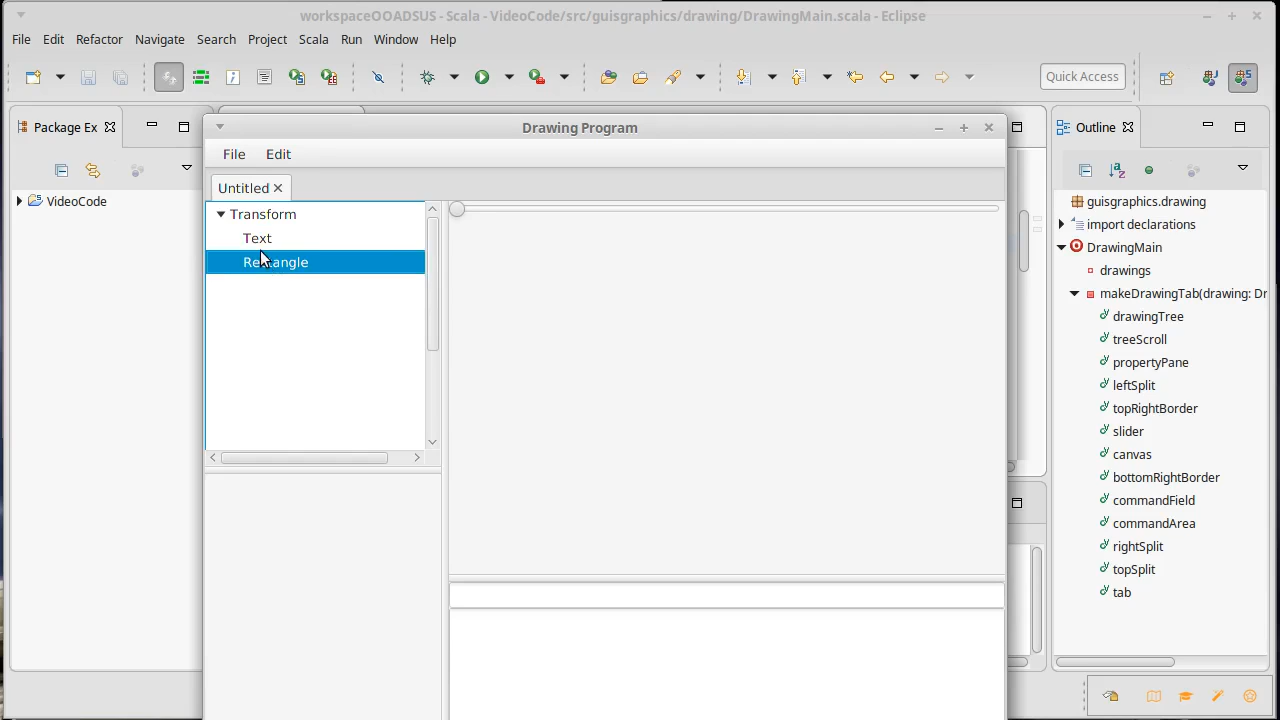 workspaceOOADSUS - Scala - VideoCode/src/guisgraphics/drawing/DrawingMain.scala - Eclipse
File Edit Refactor Navigate Search Project Scala Run Window Help
Quick Access
Package Ex
VideoCode
Drawing Program
File Edit
Untitled
Transform
Text
Rectangle
Outline
guisgraphics.drawing
import declarations
DrawingMain
drawings
makeDrawingTab(drawing: Dr
drawingTree
treeScroll
propertyPane
leftSplit
topRightBorder
slider
canvas
bottomRightBorder
commandField
commandArea
rightSplit
topSplit
tab